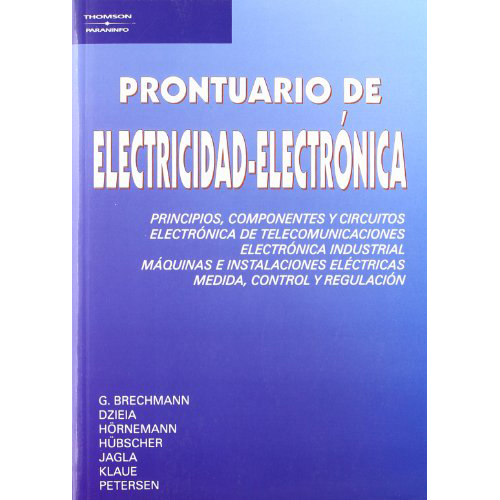 THOMSON
PARANINFO
PRONTUARIO DE
ELECTRICIDAD-ELECTRÓNICA
PRINCIPIOS, COMPONENTES Y CIRCUITOS
ELECTRÓNICA DE TELECOMUNICACIONES
ELECTRÓNICA INDUSTRIAL
MÁQUINAS E INSTALACIONES ELÉCTRICAS
MEDIDA, CONTROL Y REGULACIÓN
G. BRECHMANN
DZIEIA
HÖRNEMANN
HÜBSCHER
JAGLA
KLAUE
PETERSEN